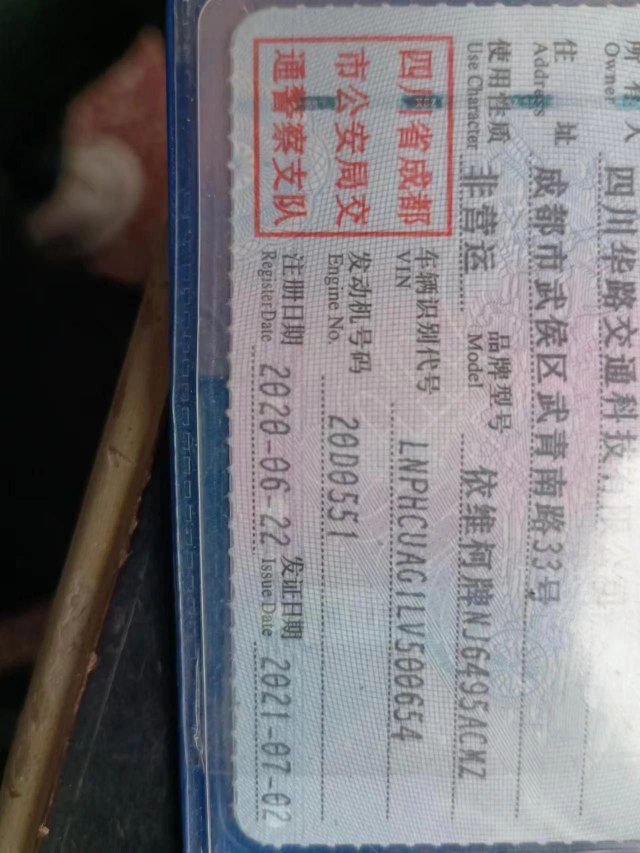 所有人 四川华路交通科技
Owner
住址 成都市武侯区武青南路33号
Address
使用性质 非营运 品牌型号 依维柯牌NJ6495ACMZ
Use Character Model
四川省成都
市公安局交
通警察支队
车辆识别代号 LNPHCUAG1LV500654
VIN
发动机号码 20D0551
Engine No.
注册日期 2020-06-22 发证日期 2021-07-02
Register Date Issue Date